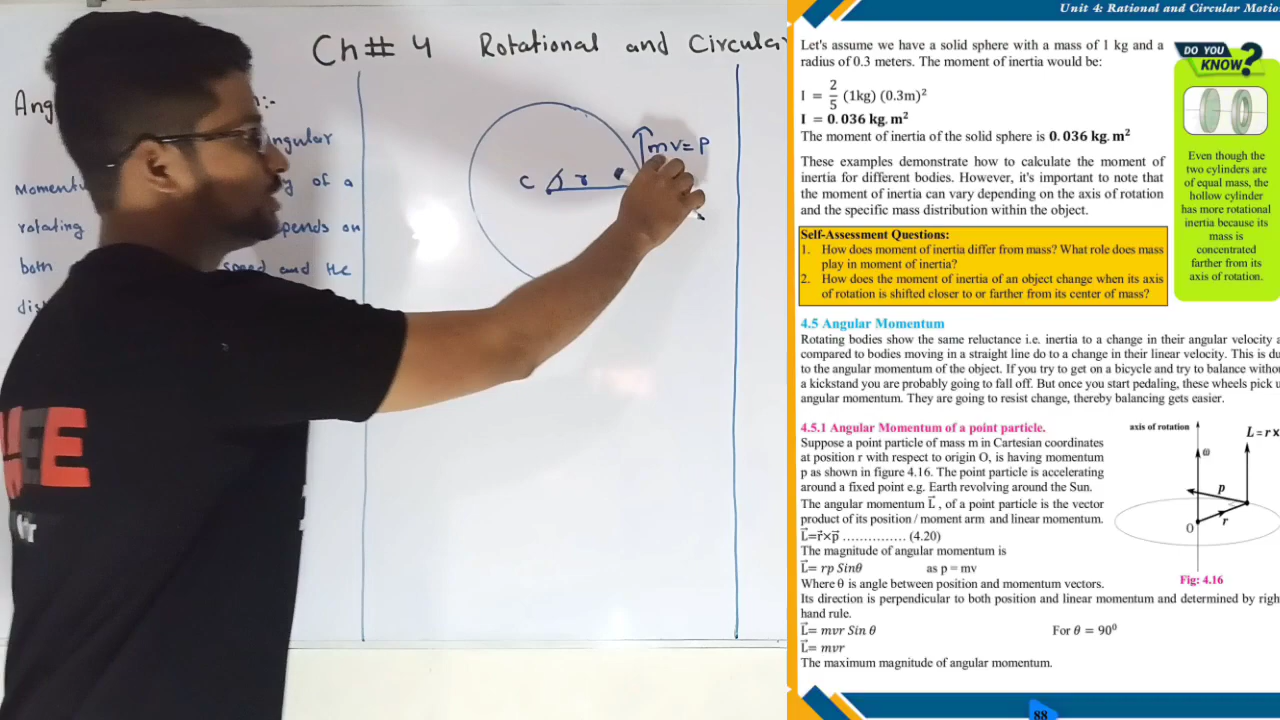 Ch# 4 Rotational and Circular
Ang :-
ngular
Momentu y of a
rotating pends on
both speed and the
dis
mv=P
C r
Unit 4: Rational and Circular Motio
Let's assume we have a solid sphere with a mass of 1 kg and a
radius of 0.3 meters. The moment of inertia would be:
I = 2/5 (1kg) (0.3m)²
I = 0.036 kg.m²
The moment of inertia of the solid sphere is 0.036 kg.m²
These examples demonstrate how to calculate the moment of
inertia for different bodies. However, it's important to note that
the moment of inertia can vary depending on the axis of rotation
and the specific mass distribution within the object.
Self-Assessment Questions:
1. How does moment of inertia differ from mass? What role does mass
play in moment of inertia?
2. How does the moment of inertia of an object change when its axis
of rotation is shifted closer to or farther from its center of mass?
DO YOU
KNOW?
Even though the
two cylinders are
of equal mass, the
hollow cylinder
has more rotational
inertia because its
mass is
concentrated
farther from its
axis of rotation.
4.5 Angular Momentum
Rotating bodies show the same reluctance i.e. inertia to a change in their angular velocity a
compared to bodies moving in a straight line do to a change in their linear velocity. This is du
to the angular momentum of the object. If you try to get on a bicycle and try to balance witho
a kickstand you are probably going to fall off. But once you start pedaling, these wheels pick u
angular momentum. They are going to resist change, thereby balancing gets easier.
4.5.1 Angular Momentum of a point particle.
Suppose a point particle of mass m in Cartesian coordinates
at position r with respect to origin O, is having momentum
p as shown in figure 4.16. The point particle is accelerating
around a fixed point e.g. Earth revolving around the Sun.
The angular momentum L⃗ , of a point particle is the vector
product of its position / moment arm and linear momentum.
L⃗=r⃗×p⃗ …………… (4.20)
The magnitude of angular momentum is
L⃗= rp Sinθ as p = mv
Where θ is angle between position and momentum vectors.
Its direction is perpendicular to both position and linear momentum and determined by righ
hand rule.
L⃗= mvr Sin θ For θ = 90⁰
L⃗= mvr
The maximum magnitude of angular momentum.
axis of rotation
L = r×
ω
p
r
O
Fig: 4.16
88